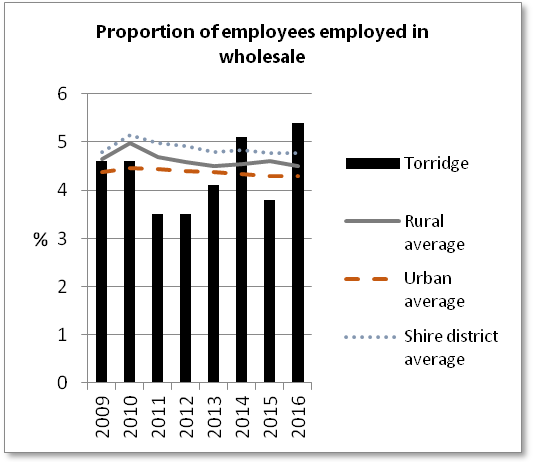 Proportion of employees employed in
wholesale
6
5
4
3
2
1
0
%
2009
2010
2011
2012
2013
2014
2015
2016
Torridge
Rural
average
Urban
average
Shire district
average